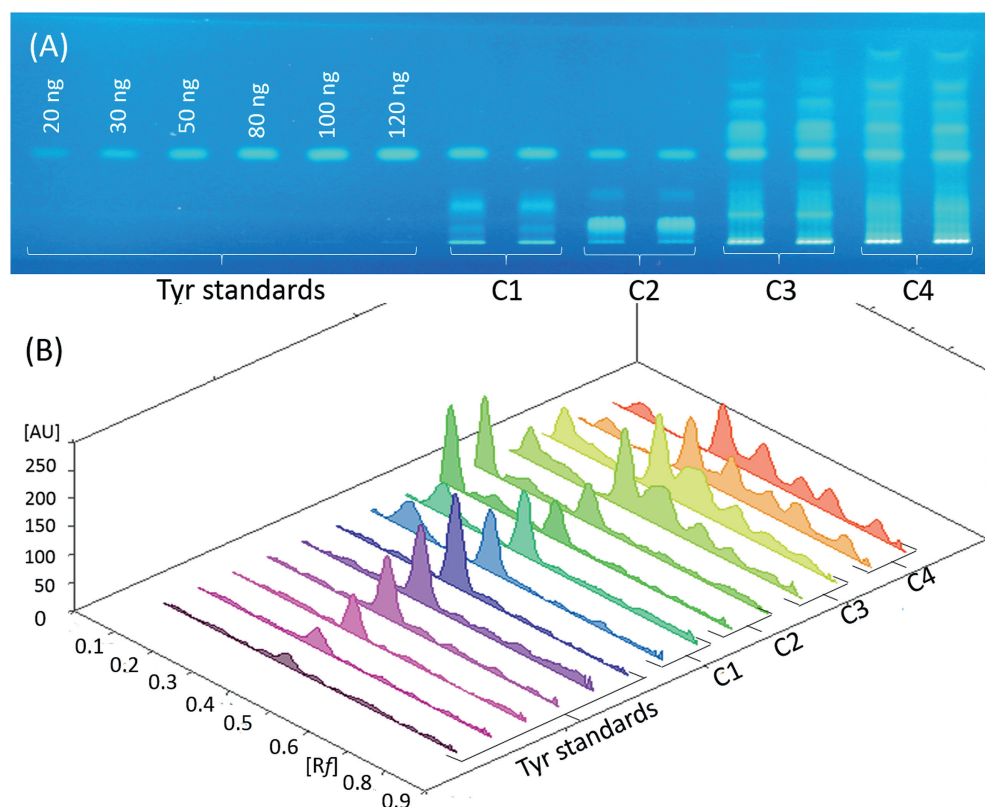 (A)
20 ng
30 ng
50 ng
80 ng
100 ng
120 ng
Tyr standards
C1
C2
C3
C4
(B)
[AU]
250
200
150
100
50
0
0.1
0.2
0.3
0.4
0.5
0.6
[Rf]
0.8
0.9
Tyr standards
C1
C2
C3
C4